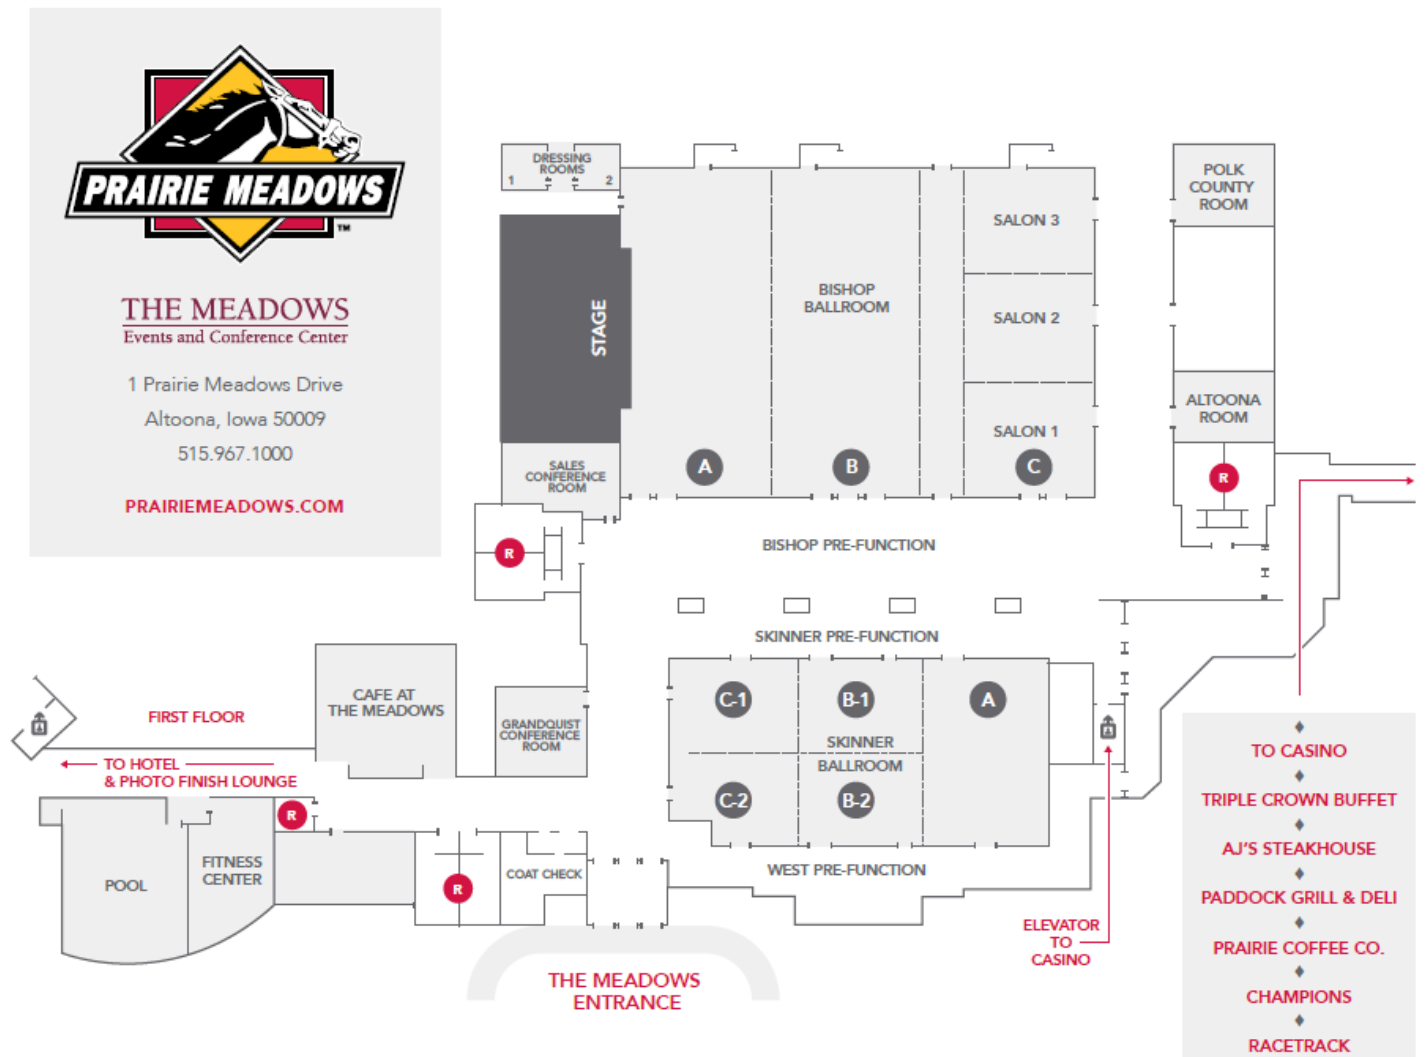 PRAIRIE MEADOWS
TM
THE MEADOWS
Events and Conference Center
1 Prairie Meadows Drive
Altoona, Iowa 50009
515.967.1000
PRAIRIEMEADOWS.COM
DRESSING
ROOMS
1
2
STAGE
SALES
CONFERENCE
ROOM
BISHOP
BALLROOM
A
B
C
SALON 3
SALON 2
SALON 1
POLK
COUNTY
ROOM
ALTOONA
ROOM
R
R
BISHOP PRE-FUNCTION
SKINNER PRE-FUNCTION
C-1
B-1
A
SKINNER
BALLROOM
C-2
B-2
WEST PRE-FUNCTION
CAFE AT
THE MEADOWS
GRANDQUIST
CONFERENCE
ROOM
FIRST FLOOR
TO HOTEL
& PHOTO FINISH LOUNGE
R
POOL
FITNESS
CENTER
R
COAT CHECK
THE MEADOWS
ENTRANCE
ELEVATOR
TO
CASINO
TO CASINO
TRIPLE CROWN BUFFET
AJ'S STEAKHOUSE
PADDOCK GRILL & DELI
PRAIRIE COFFEE CO.
CHAMPIONS
RACETRACK